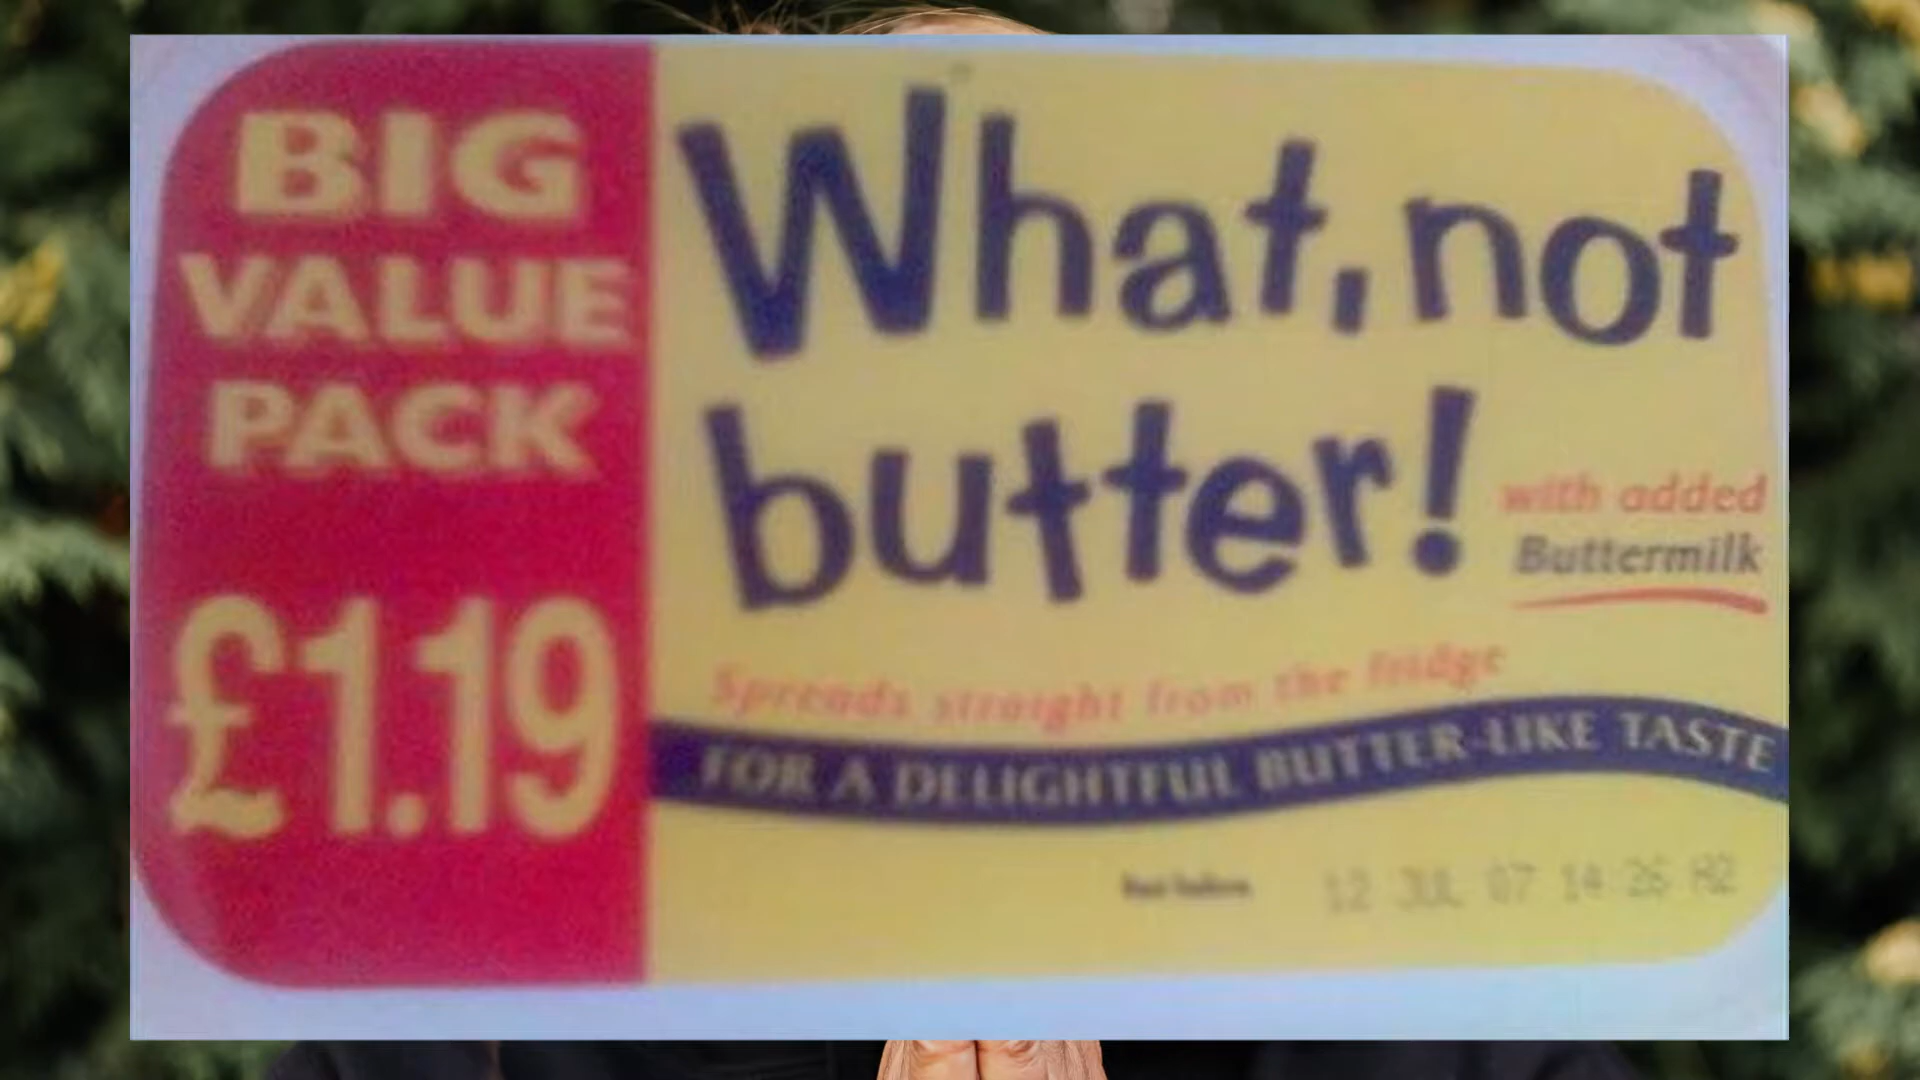 BIG
VALUE
PACK
£1.19
What, not
butter!
with added
Buttermilk
Spreads straight from the fridge
FOR A DELIGHTFUL BUTTER-LIKE TASTE
12 JUL 07 14 26